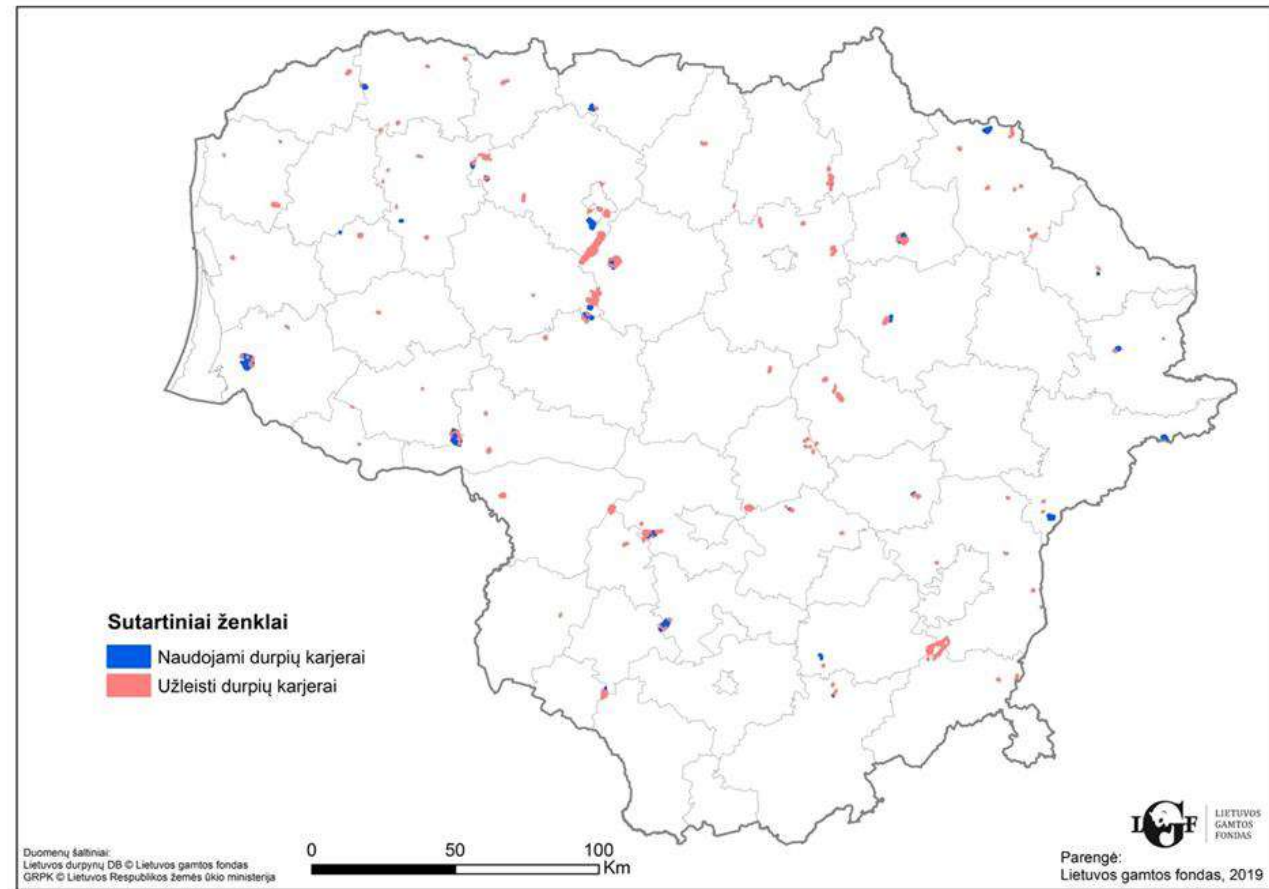 Sutartiniai ženklai
Naudojami durpių karjerai
Užleisti durpių karjerai
Duomenų šaltiniai:
Lietuvos durpynų DB © Lietuvos gamtos fondas
GRPK © Lietuvos Respublikos žemės ūkio ministerija
0 50 100
Km
LGF
LIETUVOS
GAMTOS
FONDAS
Parengė:
Lietuvos gamtos fondas, 2019